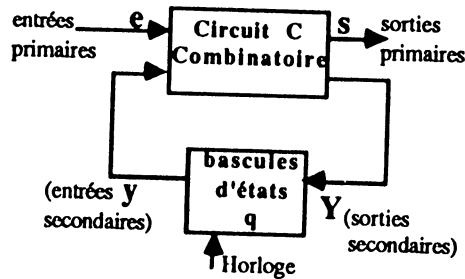 entrées
primaires
e
Circuit C
Combinatoire
s
sorties
primaires
bascules
d'états
q
(entrées y
secondaires)
Y (sorties
secondaires)
Horloge